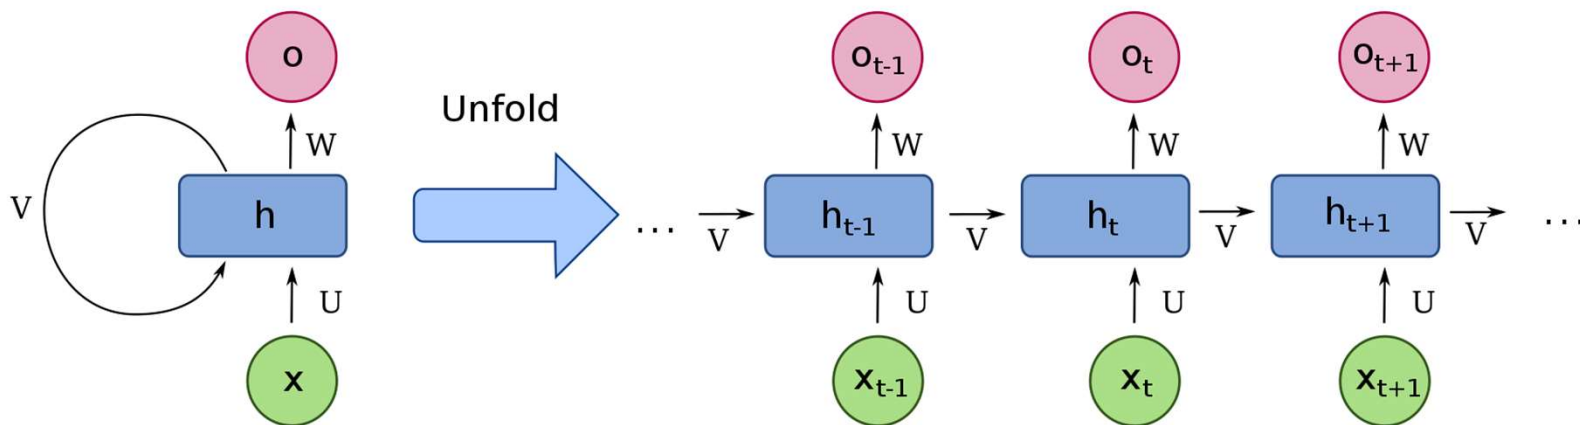 o
Unfold
W
V
h
U
x
...
V
o_{t-1}
W
h_{t-1}
V
U
x_{t-1}
o_t
W
h_t
V
U
x_t
o_{t+1}
W
h_{t+1}
V
U
x_{t+1}
...